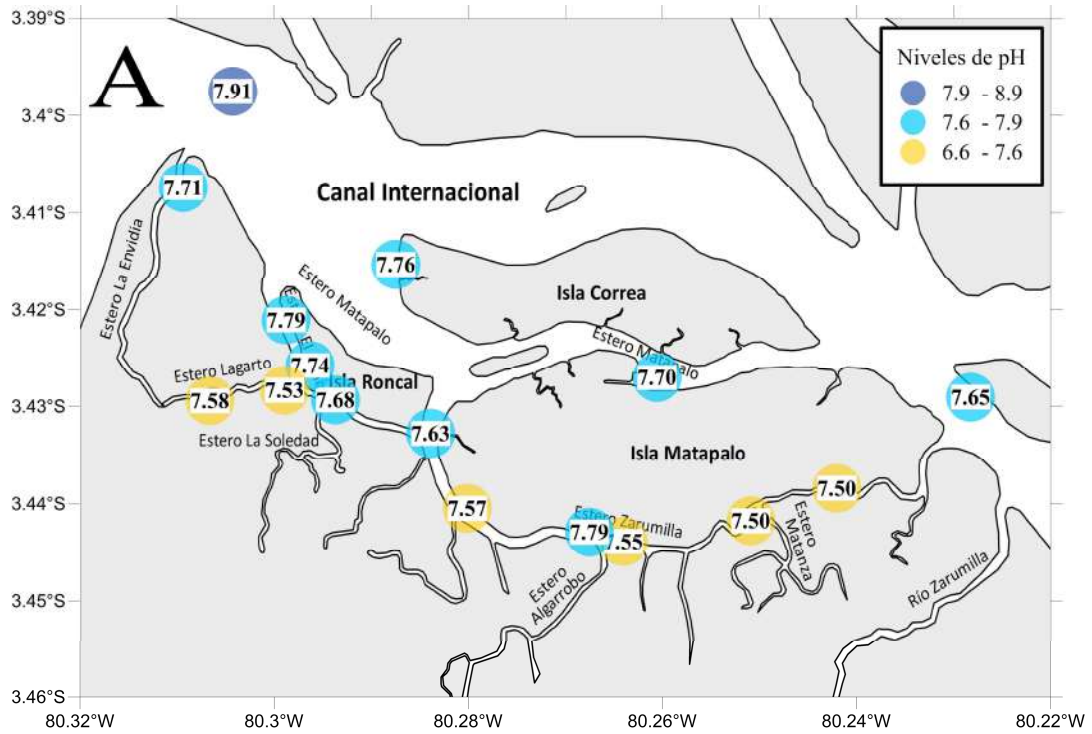 3.39°S
3.4°S
3.41°S
3.42°S
3.43°S
3.44°S
3.45°S
3.46°S
80.32°W
80.3°W
80.28°W
80.26°W
80.24°W
80.22°W
A
Niveles de pH
7.9 - 8.9
7.6 - 7.9
6.6 - 7.6
7.91
7.71
Canal Internacional
Estero La Envidia
7.76
Estero Matapalo
Isla Correa
7.79
Estero Matapalo
7.74
7.70
Estero Lagarto
Isla Roncal
7.58
7.53
7.68
7.65
Estero La Soledad
7.63
Isla Matapalo
7.50
7.57
Estero Zarumilla
7.50
Estero
Matanza
7.79
7.55
Estero
Algarrobo
Río Zarumilla